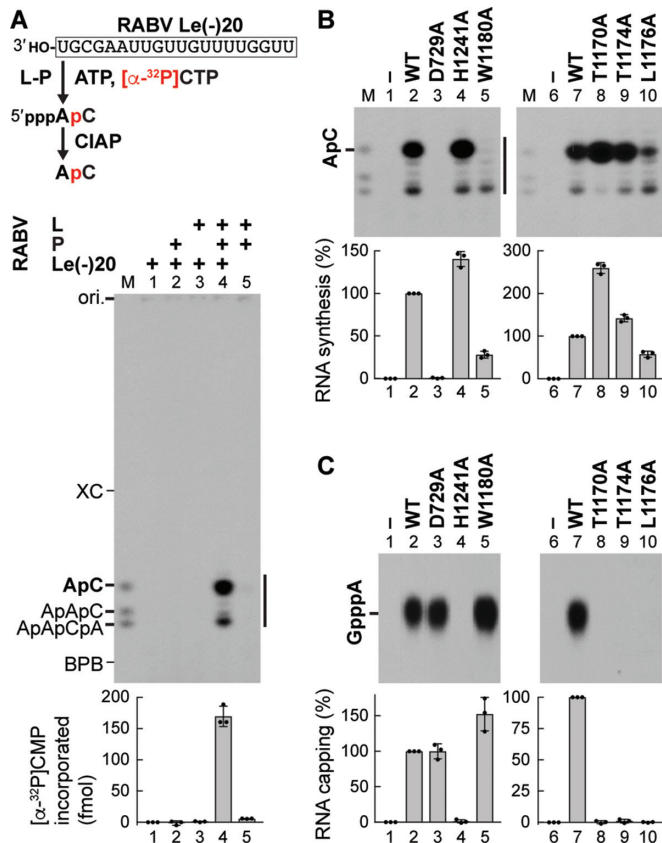 A
RABV Le(-)20
3′ HO-UGCGAAUUGUUGUUUUGGUU
L-P
ATP, [α-³²P]CTP
5′pppApC
CIAP
ApC
RABV
L + + +
P + + +
Le(-)20 + + + +
M 1 2 3 4 5
ori.
XC
ApC
ApApC
ApApCpA
BPB
[α-³²P]CMP
incorporated
(fmol)
200
150
100
50
0
1 2 3 4 5
B
– WT D729A H1241A W1180A
M 1 2 3 4 5
– WT T1170A T1174A L1176A
M 6 7 8 9 10
ApC
RNA synthesis (%)
150
100
50
0
1 2 3 4 5
300
200
100
0
6 7 8 9 10
C
– WT D729A H1241A W1180A
1 2 3 4 5
– WT T1170A T1174A L1176A
6 7 8 9 10
GpppA
RNA capping (%)
150
100
50
0
1 2 3 4 5
100
75
50
25
0
6 7 8 9 10